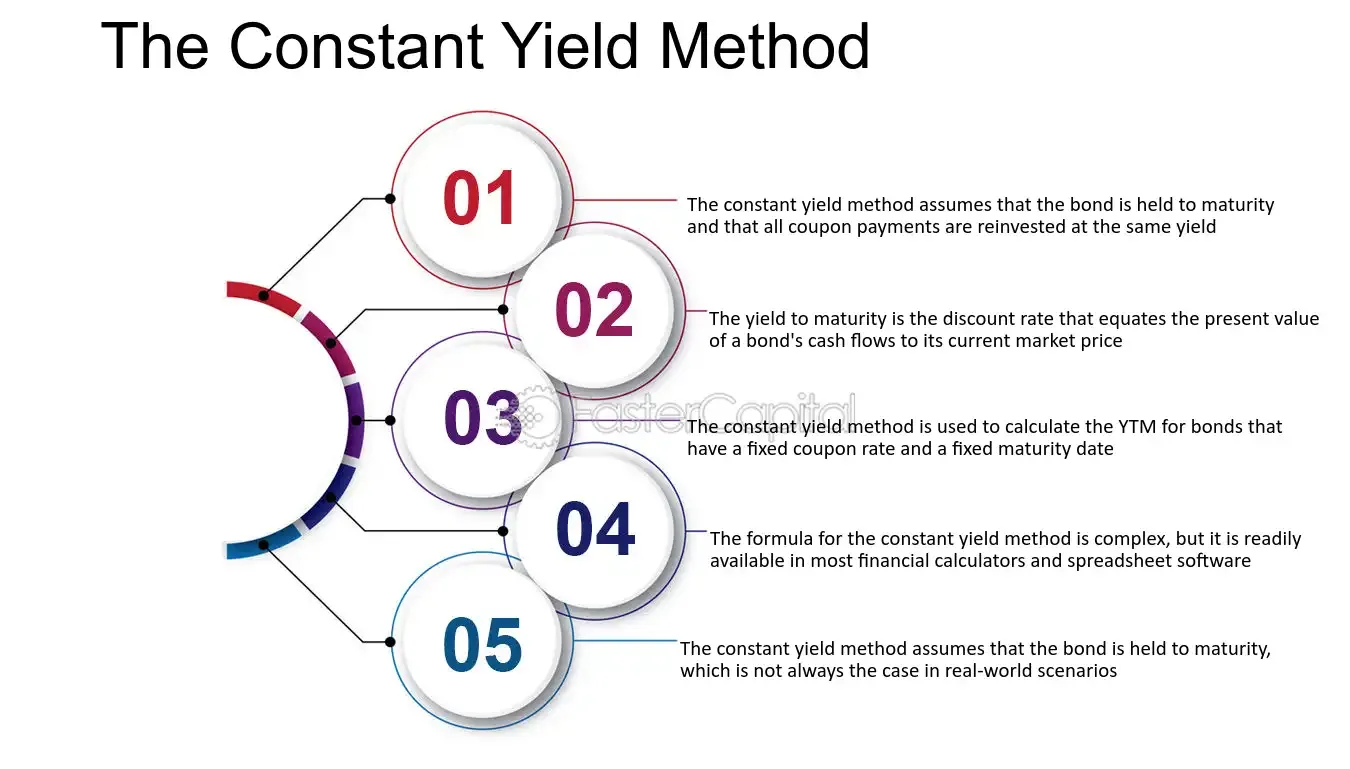 The Constant Yield Method
01
The constant yield method assumes that the bond is held to maturity
and that all coupon payments are reinvested at the same yield
02
The yield to maturity is the discount rate that equates the present value
of a bond's cash flows to its current market price
03
FasterCapital
The constant yield method is used to calculate the YTM for bonds that
have a fixed coupon rate and a fixed maturity date
04
The formula for the constant yield method is complex, but it is readily
available in most financial calculators and spreadsheet software
05
The constant yield method assumes that the bond is held to maturity,
which is not always the case in real-world scenarios